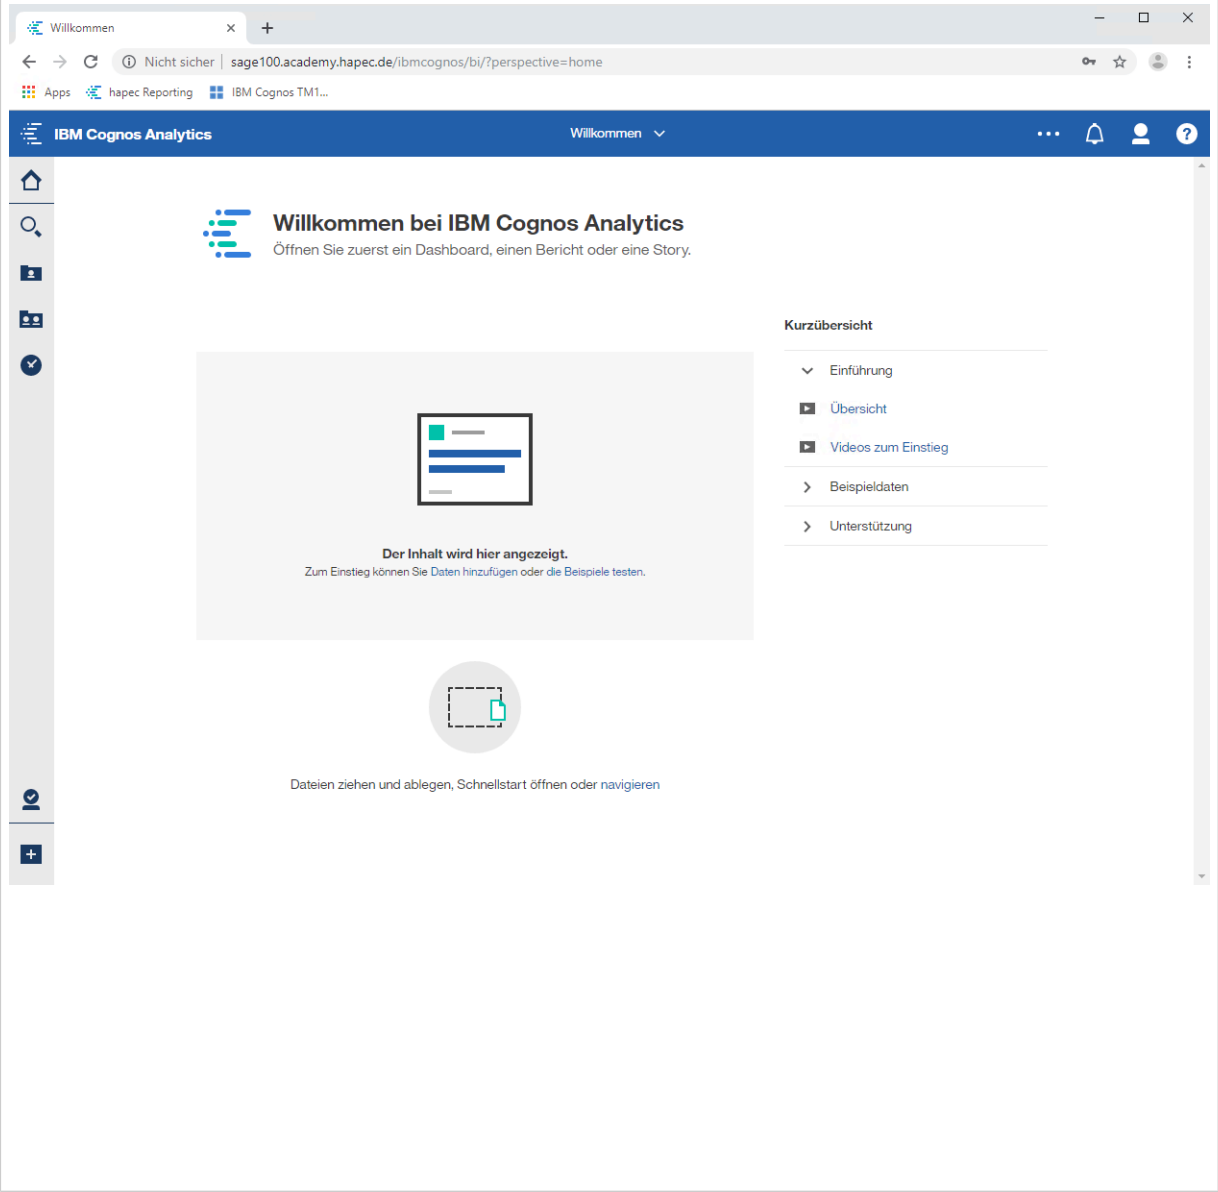 Willkommen
Nicht sicher | sage100.academy.hapec.de/ibmcognos/bi/?perspective=home
Apps hapec Reporting IBM Cognos TM1...
IBM Cognos Analytics Willkommen
Willkommen bei IBM Cognos Analytics
Öffnen Sie zuerst ein Dashboard, einen Bericht oder eine Story.
Kurzübersicht
Einführung
Übersicht
Videos zum Einstieg
Beispieldaten
Unterstützung
Der Inhalt wird hier angezeigt.
Zum Einstieg können Sie Daten hinzufügen oder die Beispiele testen.
Dateien ziehen und ablegen, Schnellstart öffnen oder navigieren